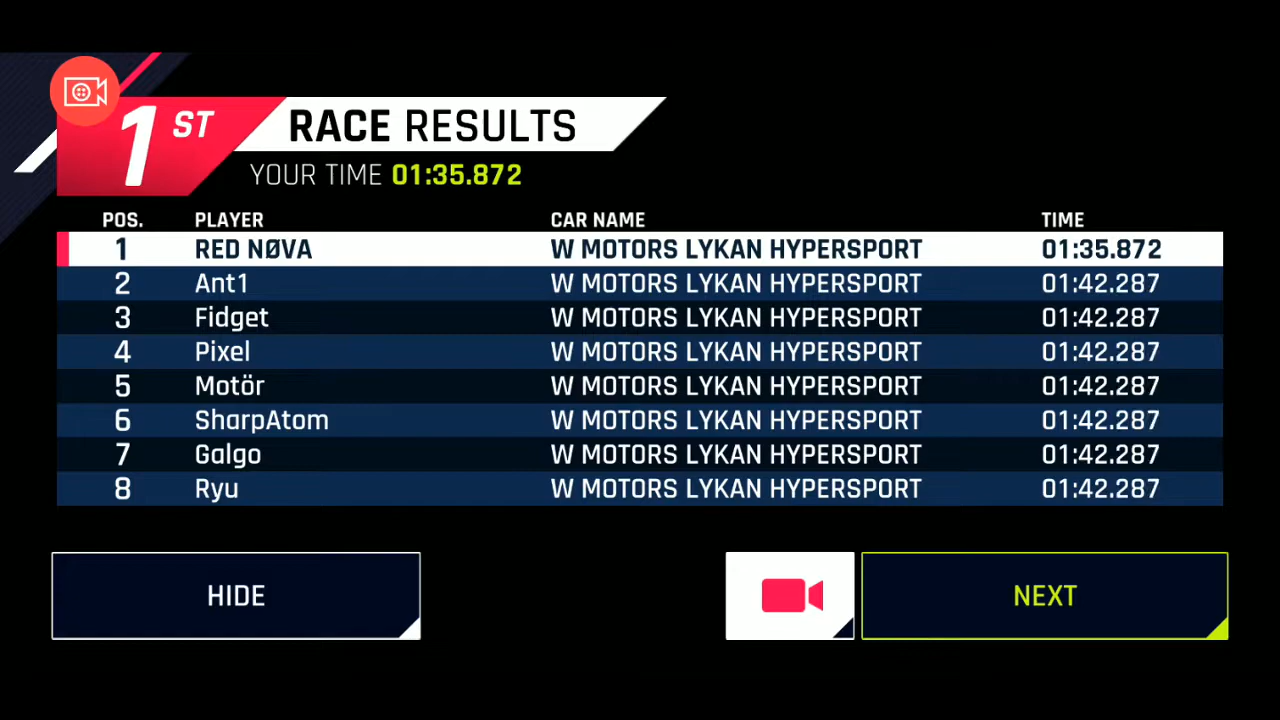 1ST RACE RESULTS
YOUR TIME 01:35.872
POS. PLAYER CAR NAME TIME
1 RED NØVA W MOTORS LYKAN HYPERSPORT 01:35.872
2 Ant1 W MOTORS LYKAN HYPERSPORT 01:42.287
3 Fidget W MOTORS LYKAN HYPERSPORT 01:42.287
4 Pixel W MOTORS LYKAN HYPERSPORT 01:42.287
5 Motör W MOTORS LYKAN HYPERSPORT 01:42.287
6 SharpAtom W MOTORS LYKAN HYPERSPORT 01:42.287
7 Galgo W MOTORS LYKAN HYPERSPORT 01:42.287
8 Ryu W MOTORS LYKAN HYPERSPORT 01:42.287
HIDE NEXT